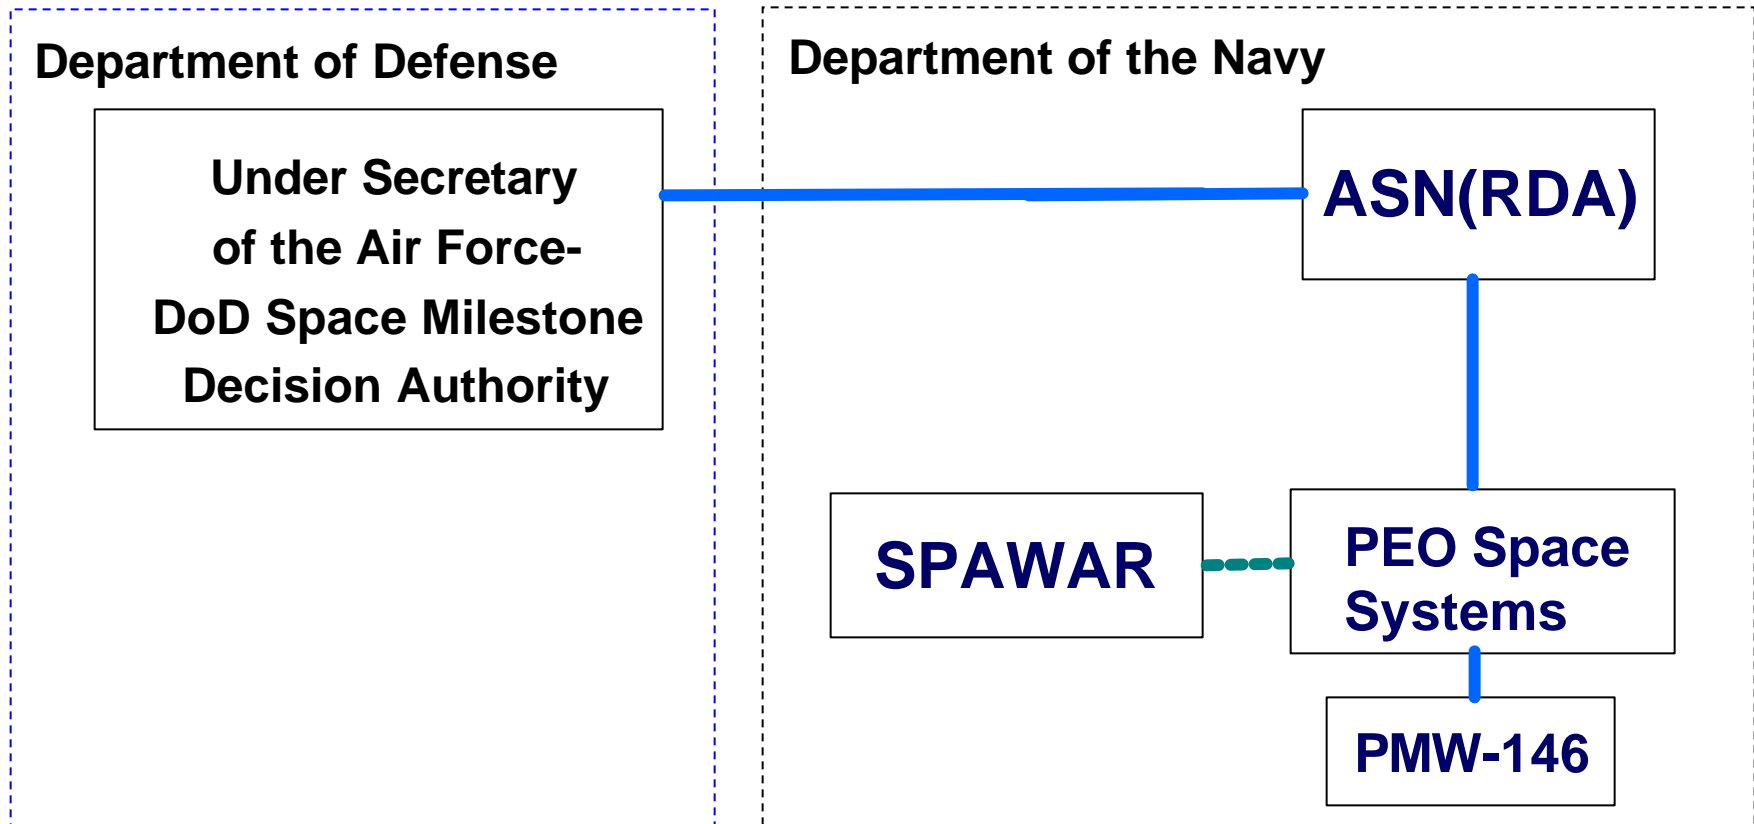 Department of Defense
Under Secretary
of the Air Force-
DoD Space Milestone
Decision Authority
Department of the Navy
ASN(RDA)
SPAWAR
PEO Space
Systems
PMW-146